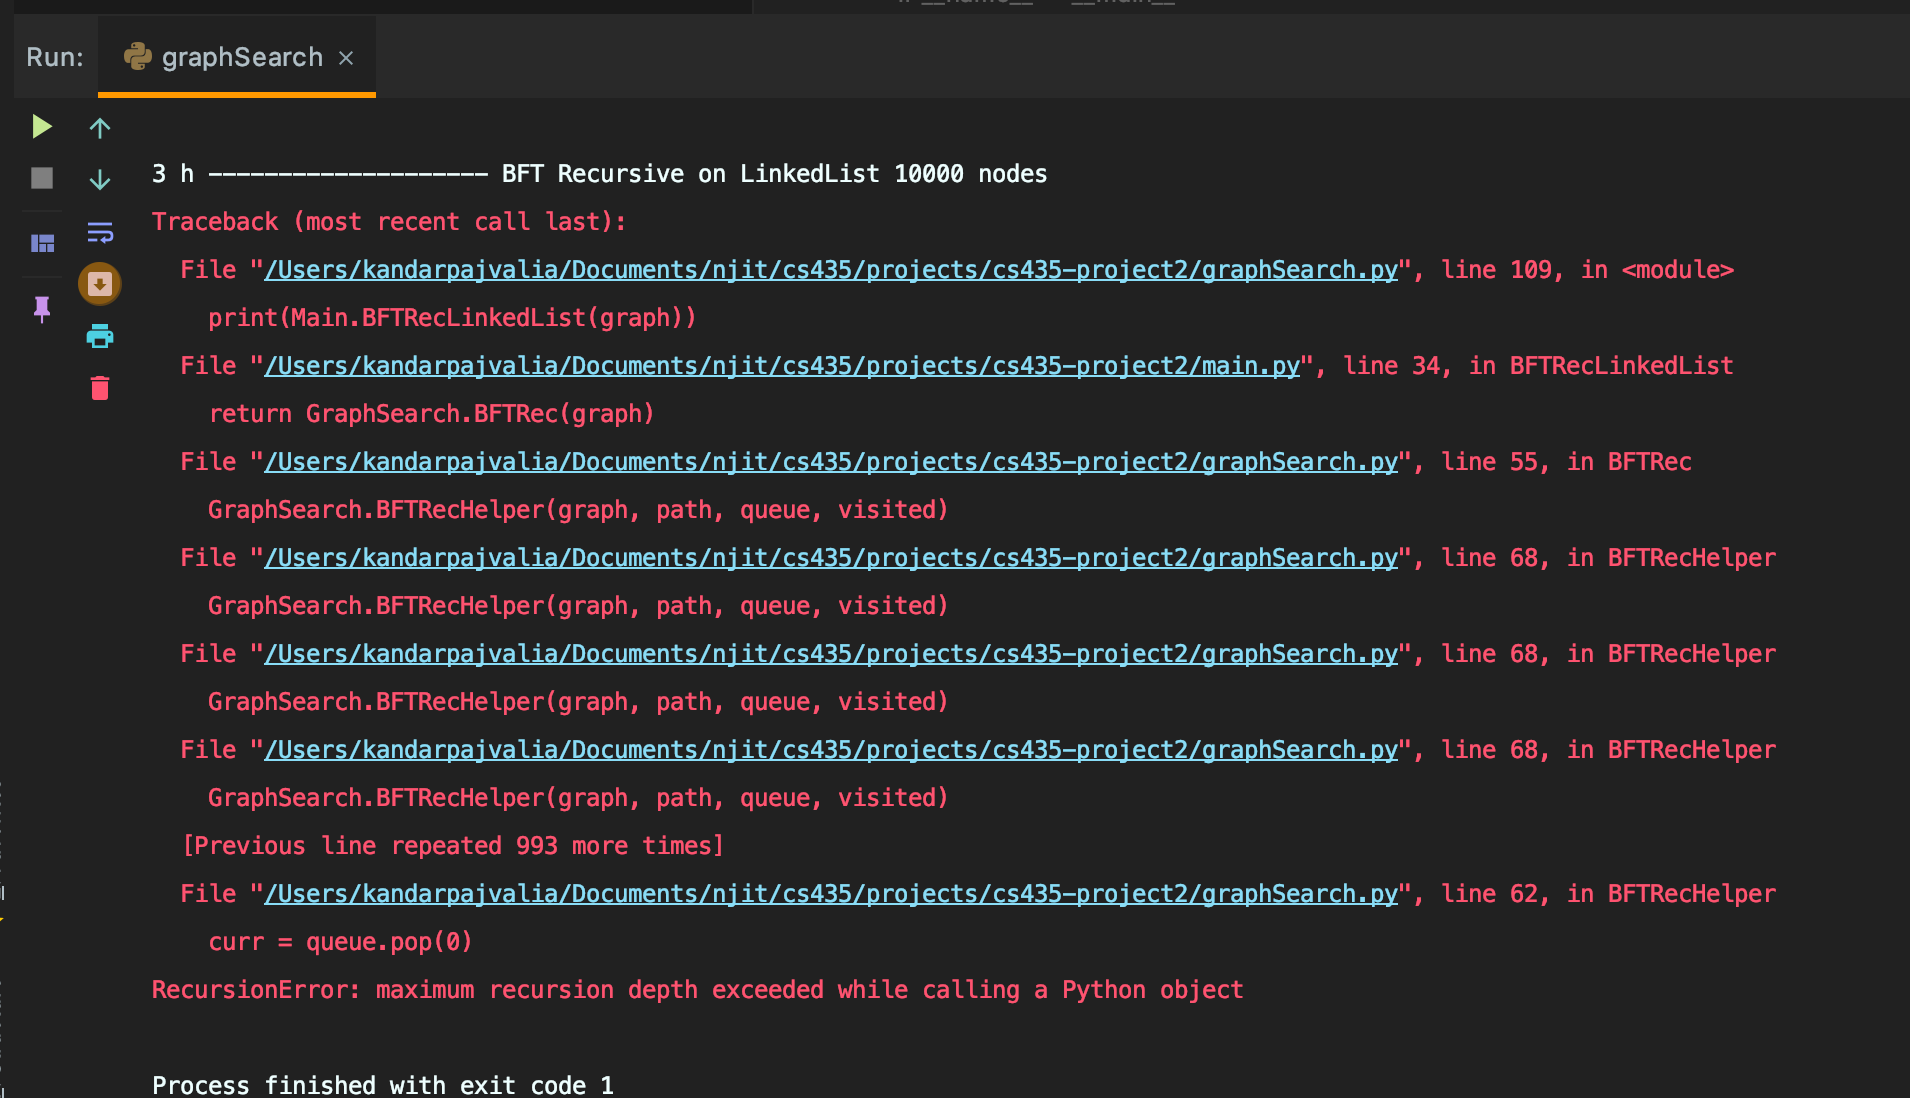 Run: graphSearch ×
3 h -------------------- BFT Recursive on LinkedList 10000 nodes
Traceback (most recent call last):
File "/Users/kandarpajvalia/Documents/njit/cs435/projects/cs435-project2/graphSearch.py", line 109, in <module>
print(Main.BFTRecLinkedList(graph))
File "/Users/kandarpajvalia/Documents/njit/cs435/projects/cs435-project2/main.py", line 34, in BFTRecLinkedList
return GraphSearch.BFTRec(graph)
File "/Users/kandarpajvalia/Documents/njit/cs435/projects/cs435-project2/graphSearch.py", line 55, in BFTRec
GraphSearch.BFTRecHelper(graph, path, queue, visited)
File "/Users/kandarpajvalia/Documents/njit/cs435/projects/cs435-project2/graphSearch.py", line 68, in BFTRecHelper
GraphSearch.BFTRecHelper(graph, path, queue, visited)
File "/Users/kandarpajvalia/Documents/njit/cs435/projects/cs435-project2/graphSearch.py", line 68, in BFTRecHelper
GraphSearch.BFTRecHelper(graph, path, queue, visited)
File "/Users/kandarpajvalia/Documents/njit/cs435/projects/cs435-project2/graphSearch.py", line 68, in BFTRecHelper
GraphSearch.BFTRecHelper(graph, path, queue, visited)
[Previous line repeated 993 more times]
File "/Users/kandarpajvalia/Documents/njit/cs435/projects/cs435-project2/graphSearch.py", line 62, in BFTRecHelper
curr = queue.pop(0)
RecursionError: maximum recursion depth exceeded while calling a Python object
Process finished with exit code 1